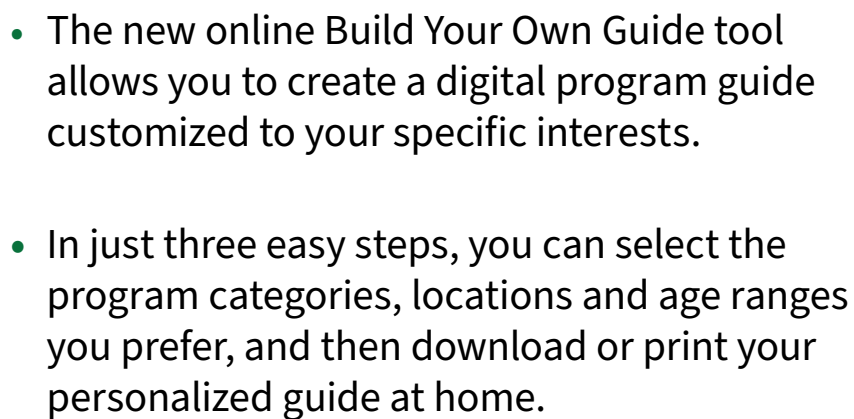 • The new online Build Your Own Guide tool
allows you to create a digital program guide
customized to your specific interests.
• In just three easy steps, you can select the
program categories, locations and age ranges
you prefer, and then download or print your
personalized guide at home.